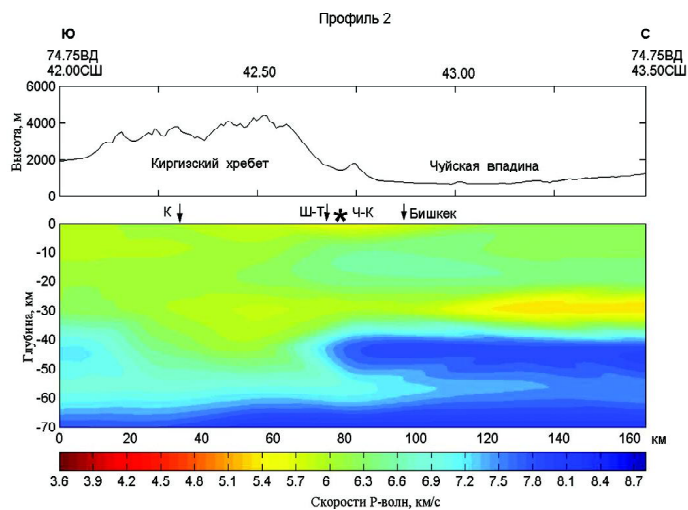 Профиль 2
Ю С
74.75ВД 74.75ВД
42.00СШ 42.50 43.00 43.50СШ
6000
4000
2000
0
Высота, м
Киргизский хребет Чуйская впадина
К Ш-Т * Ч-К Бишкек
0
-10
-20
-30
-40
-50
-60
-70
Глубина, км
0 20 40 60 80 100 120 140 160 км
3.6 3.9 4.2 4.5 4.8 5.1 5.4 5.7 6 6.3 6.6 6.9 7.2 7.5 7.8 8.1 8.4 8.7
Скорости Р-волн, км/с